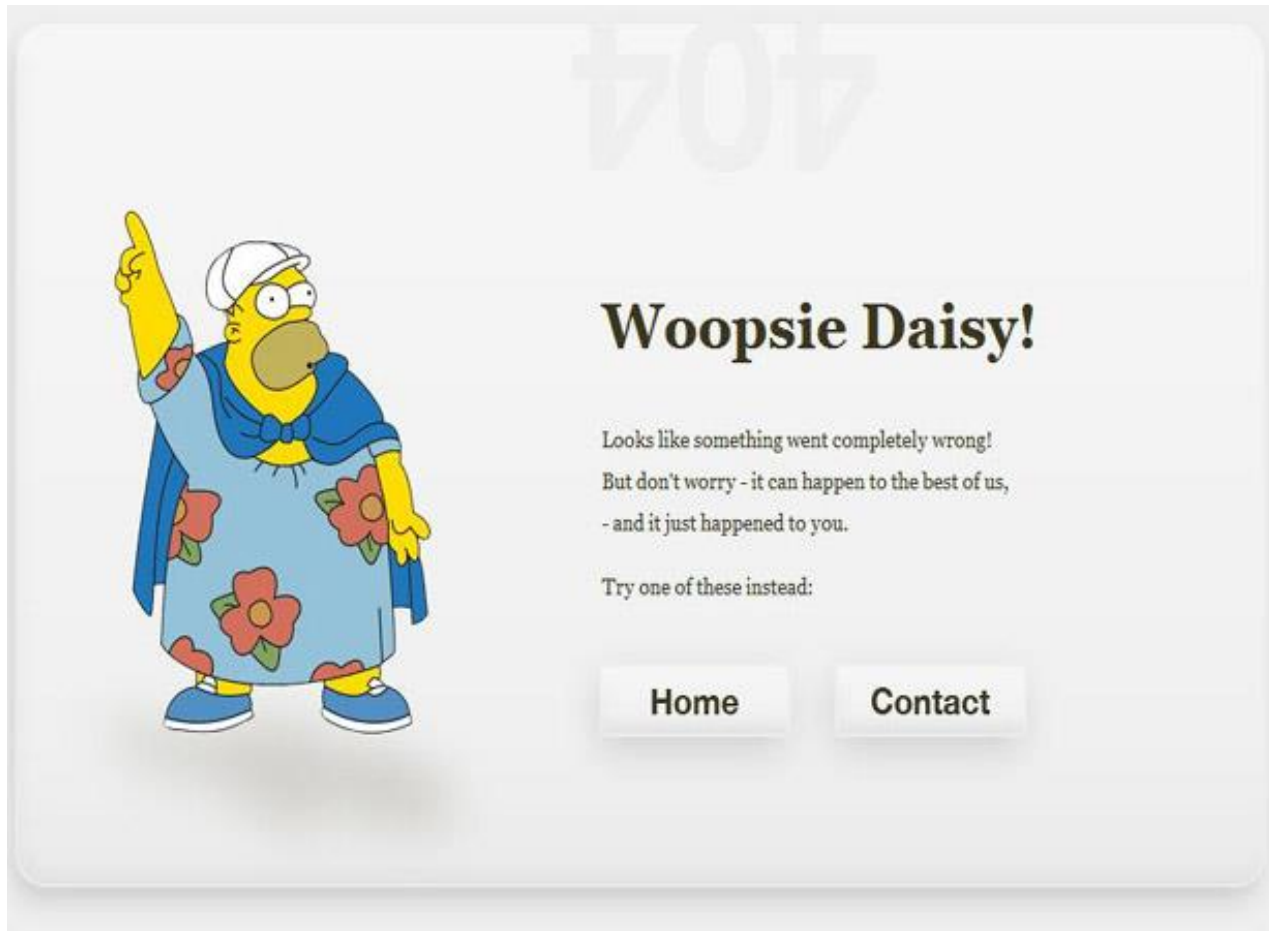 404
Woopsie Daisy!
Looks like something went completely wrong!
But don't worry - it can happen to the best of us,
- and it just happened to you.
Try one of these instead:
Home Contact